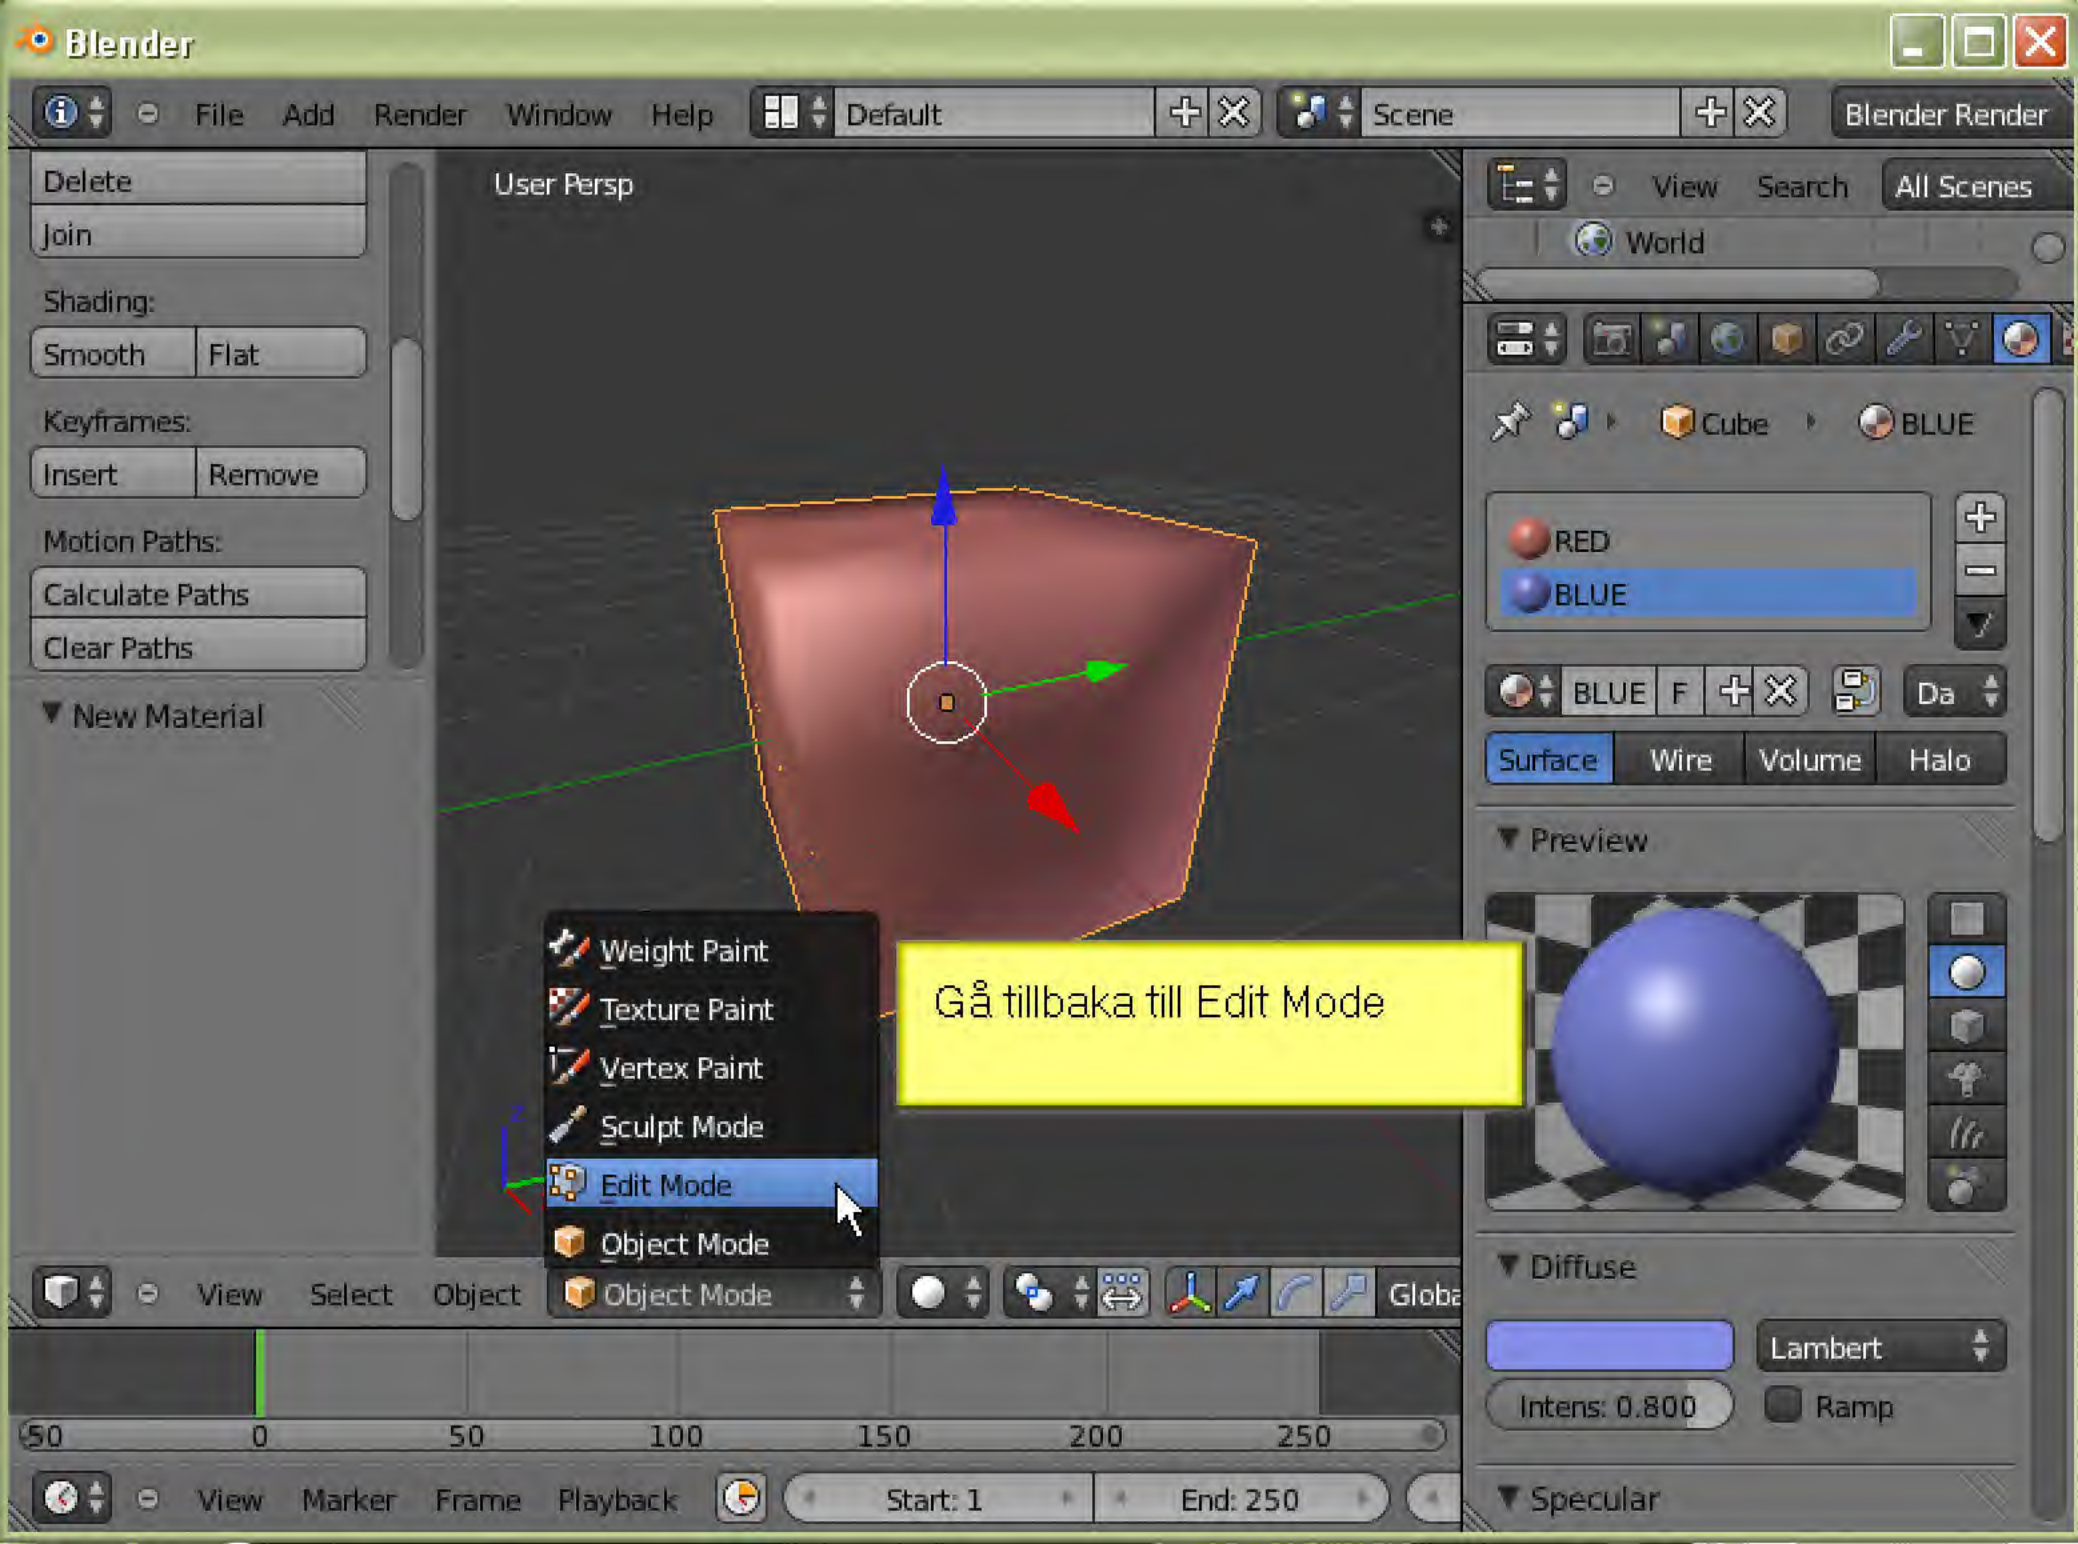 Blender
File Add Render Window Help Default Scene Blender Render
Delete
Join
Shading:
Smooth Flat
Keyframes:
Insert Remove
Motion Paths:
Calculate Paths
Clear Paths
New Material
User Persp
Weight Paint
Texture Paint
Vertex Paint
Sculpt Mode
Edit Mode
Object Mode
Gå tillbaka till Edit Mode
z
View Select Object Object Mode Globa
-50 0 50 100 150 200 250
View Marker Frame Playback Start: 1 End: 250
View Search All Scenes
World
Cube BLUE
RED
BLUE
BLUE F Da
Surface Wire Volume Halo
Preview
Diffuse
Lambert
Intens: 0.800 Ramp
Specular